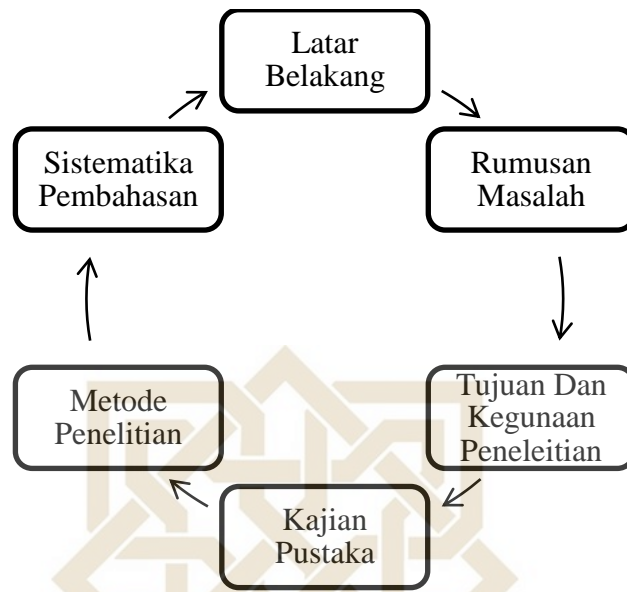 Latar
Belakang
Rumusan
Masalah
Tujuan Dan
Kegunaan
Peneleitian
Kajian
Pustaka
Metode
Penelitian
Sistematika
Pembahasan